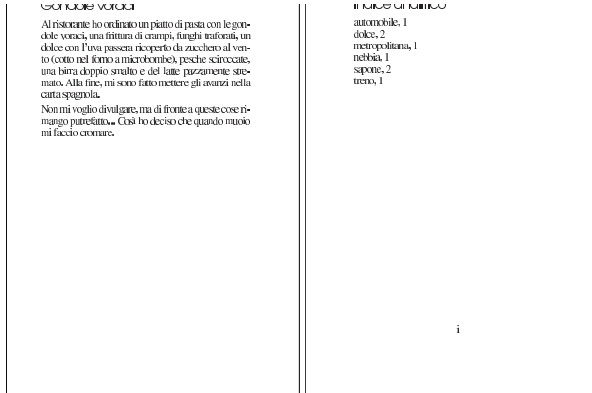 Gondole voraci
Al ristorante ho ordinato un piatto di pasta con le gon-
dole voraci, una frittura di crampi, funghi traforati, un
dolce con l'uva passera ricoperto da zucchero al ven-
to (cotto nel forno a microbombe), pesche sciroccate,
una birra doppio smalto e del latte pazzamente stre-
mato. Alla fine, mi sono fatto mettere gli avanzi nella
carta spagnola.
Non mi voglio divulgare, ma di fronte a queste cose ri-
mango putrefatto... Così ho deciso che quando muoio
mi faccio cromare.
Indice analitico
automobile, 1
dolce, 2
metropolitana, 1
nebbia, 1
sapone, 2
treno, 1
i